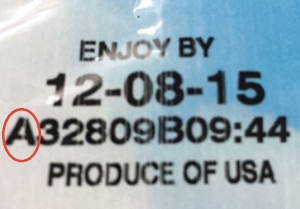 ENJOY BY
12-08-15
A32809B09:44
PRODUCE OF USA